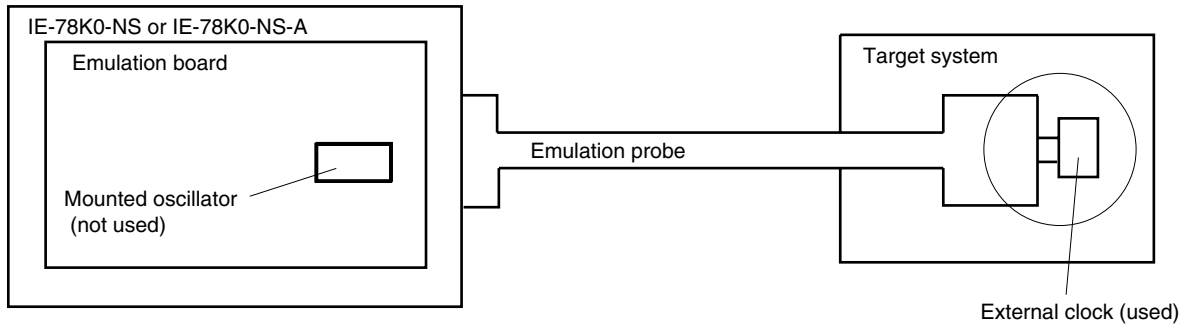 IE-78K0-NS or IE-78K0-NS-A
Emulation board
Target system
Emulation probe
Mounted oscillator
(not used)
External clock (used)